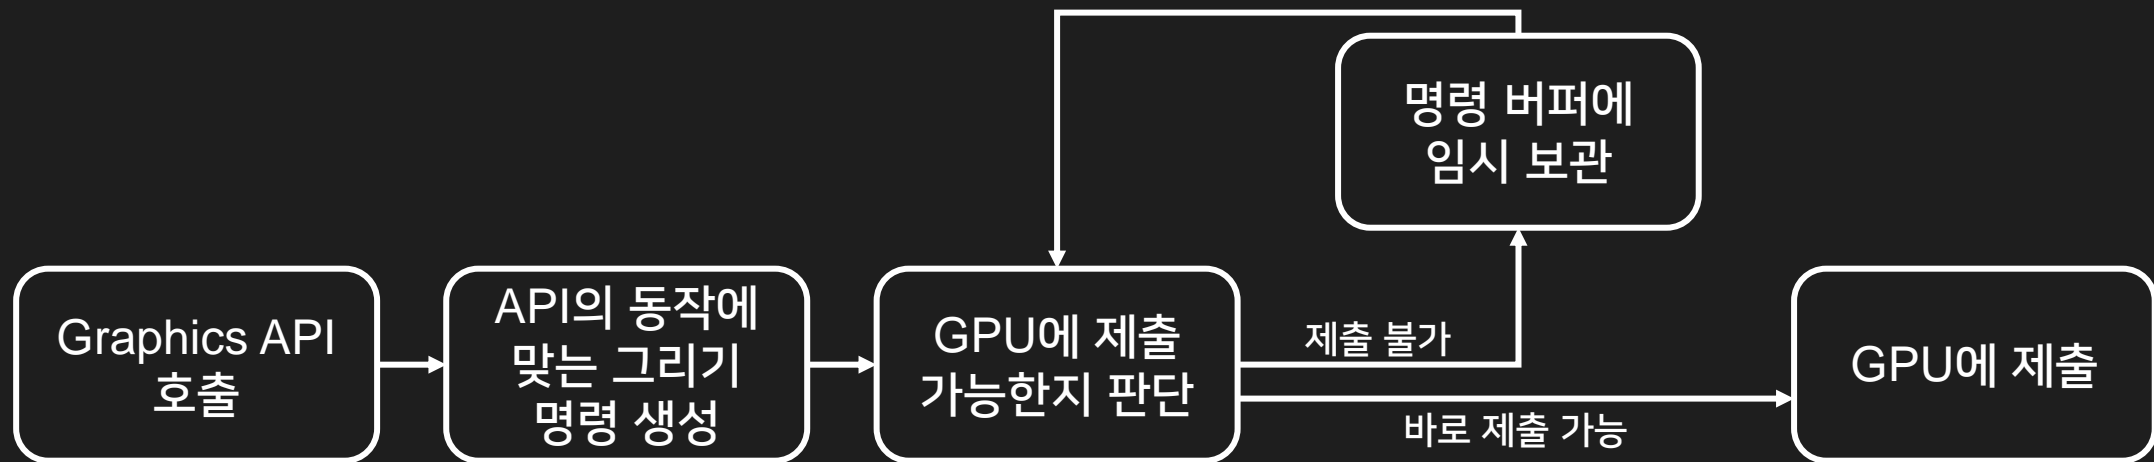 명령 버퍼에
임시 보관
Graphics API
호출
API의 동작에
맞는 그리기
명령 생성
GPU에 제출
가능한지 판단
제출 불가
바로 제출 가능
GPU에 제출